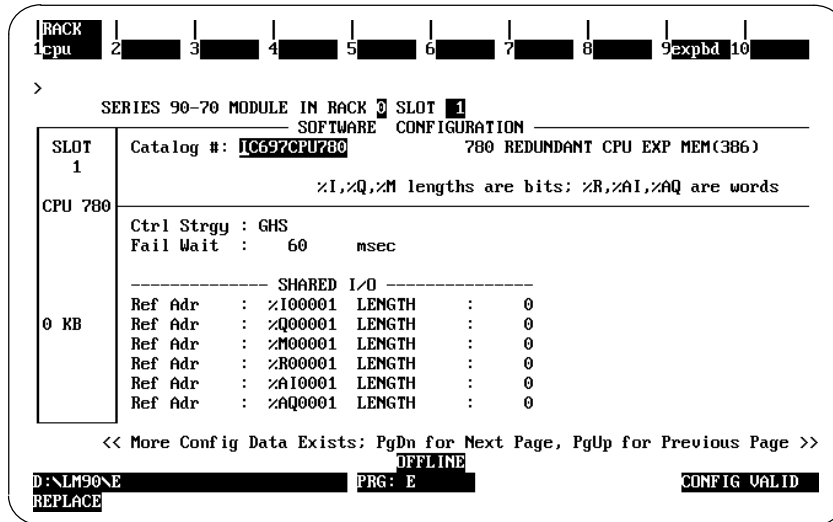 RACK
1cpu 2 3 4 5 6 7 8 9expbd 10
>
SERIES 90-70 MODULE IN RACK 0 SLOT 1
SOFTWARE CONFIGURATION
SLOT Catalog #: IC697CPU780 780 REDUNDANT CPU EXP MEM(386)
1
%I,%Q,%M lengths are bits; %R,%AI,%AQ are words
CPU 780
Ctrl Strgy : GHS
Fail Wait : 60 msec
-------------- SHARED I/O ---------------
Ref Adr : %I00001 LENGTH : 0
0 KB Ref Adr : %Q00001 LENGTH : 0
Ref Adr : %M00001 LENGTH : 0
Ref Adr : %R00001 LENGTH : 0
Ref Adr : %AI0001 LENGTH : 0
Ref Adr : %AQ0001 LENGTH : 0
<< More Config Data Exists; PgDn for Next Page, PgUp for Previous Page >>
OFFLINE
D:\LM90\E PRG: E CONFIG VALID
REPLACE